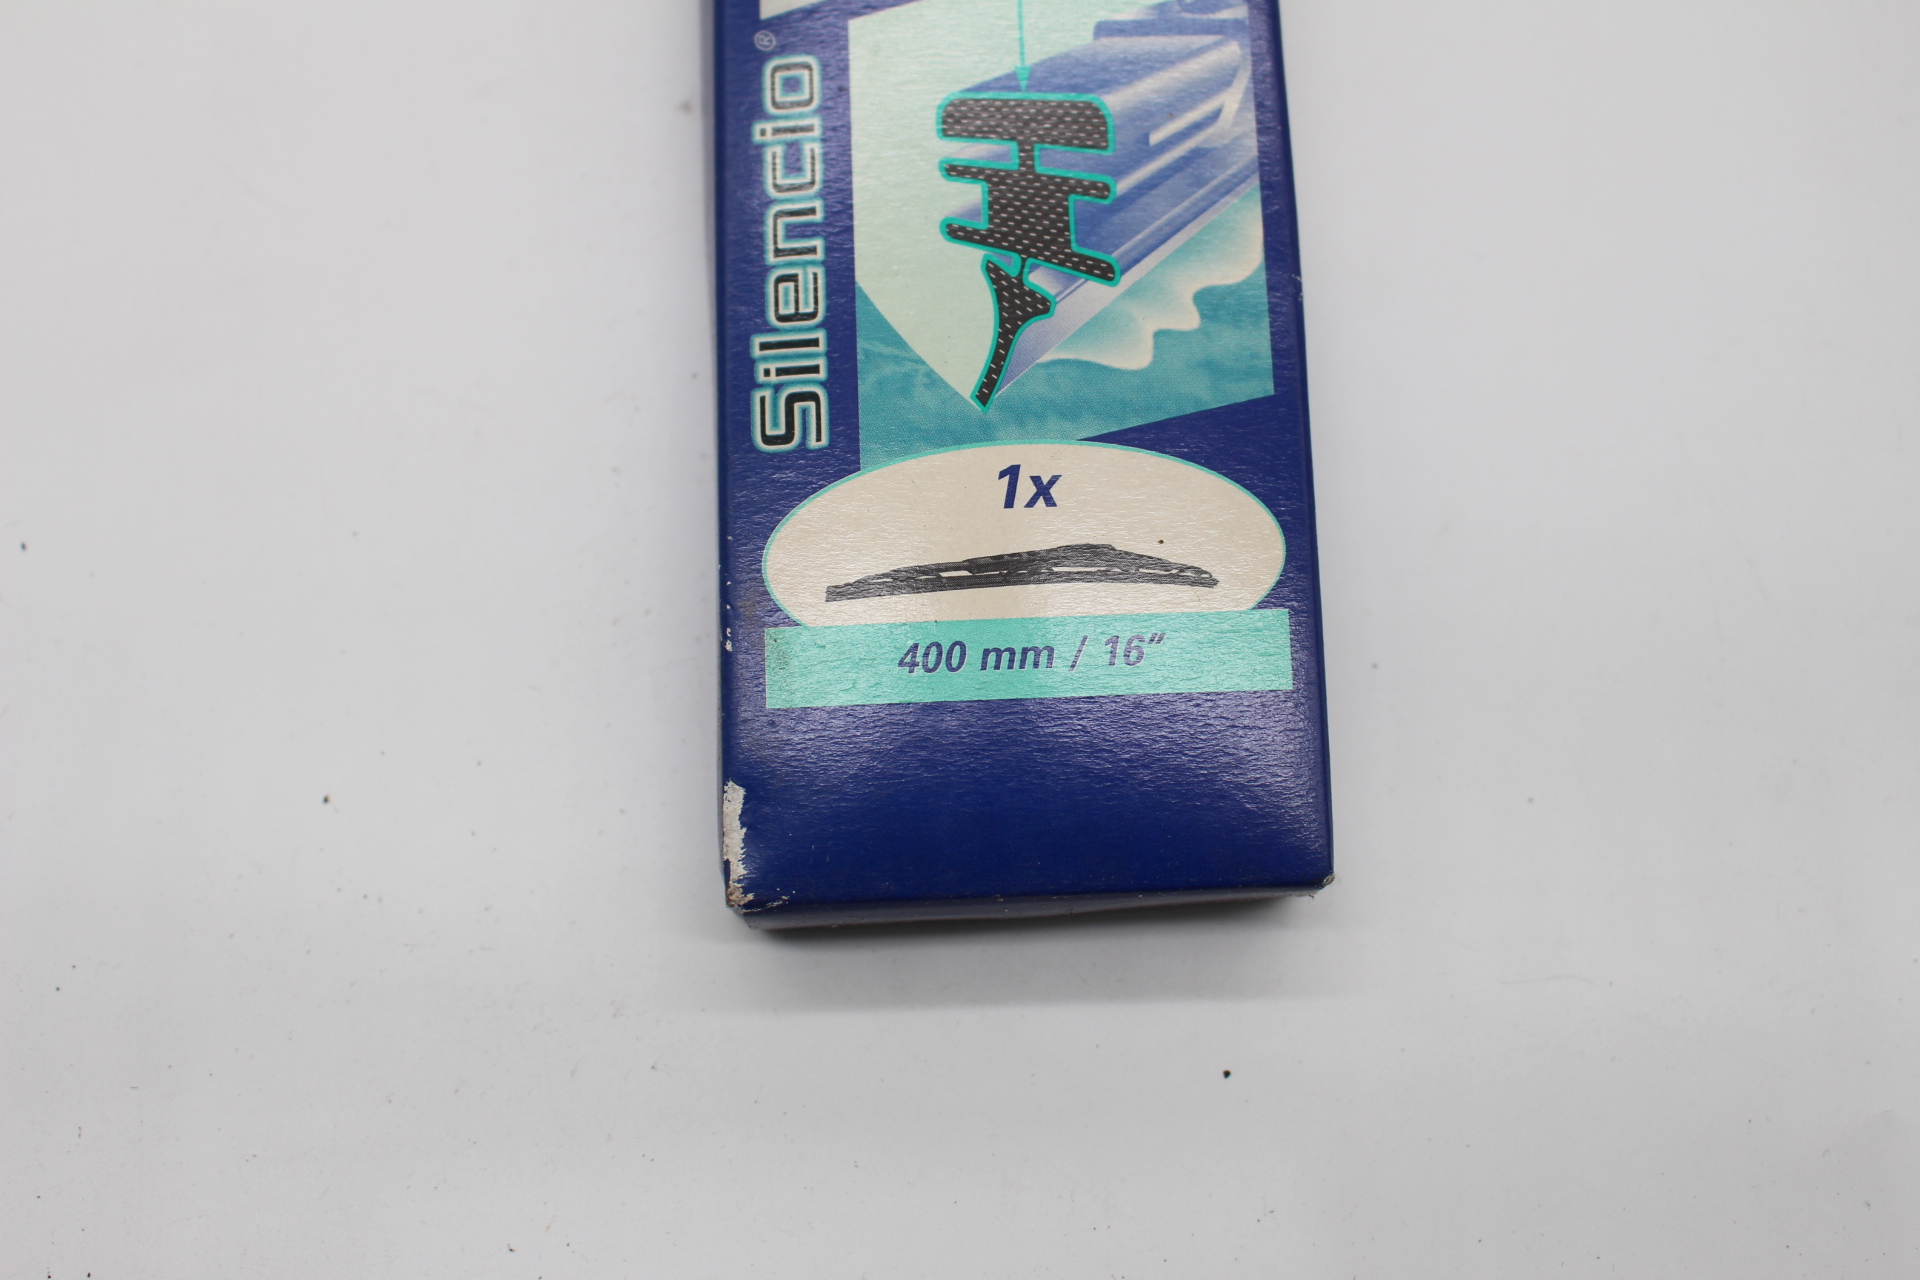 Silencio®
1x
400 mm / 16"